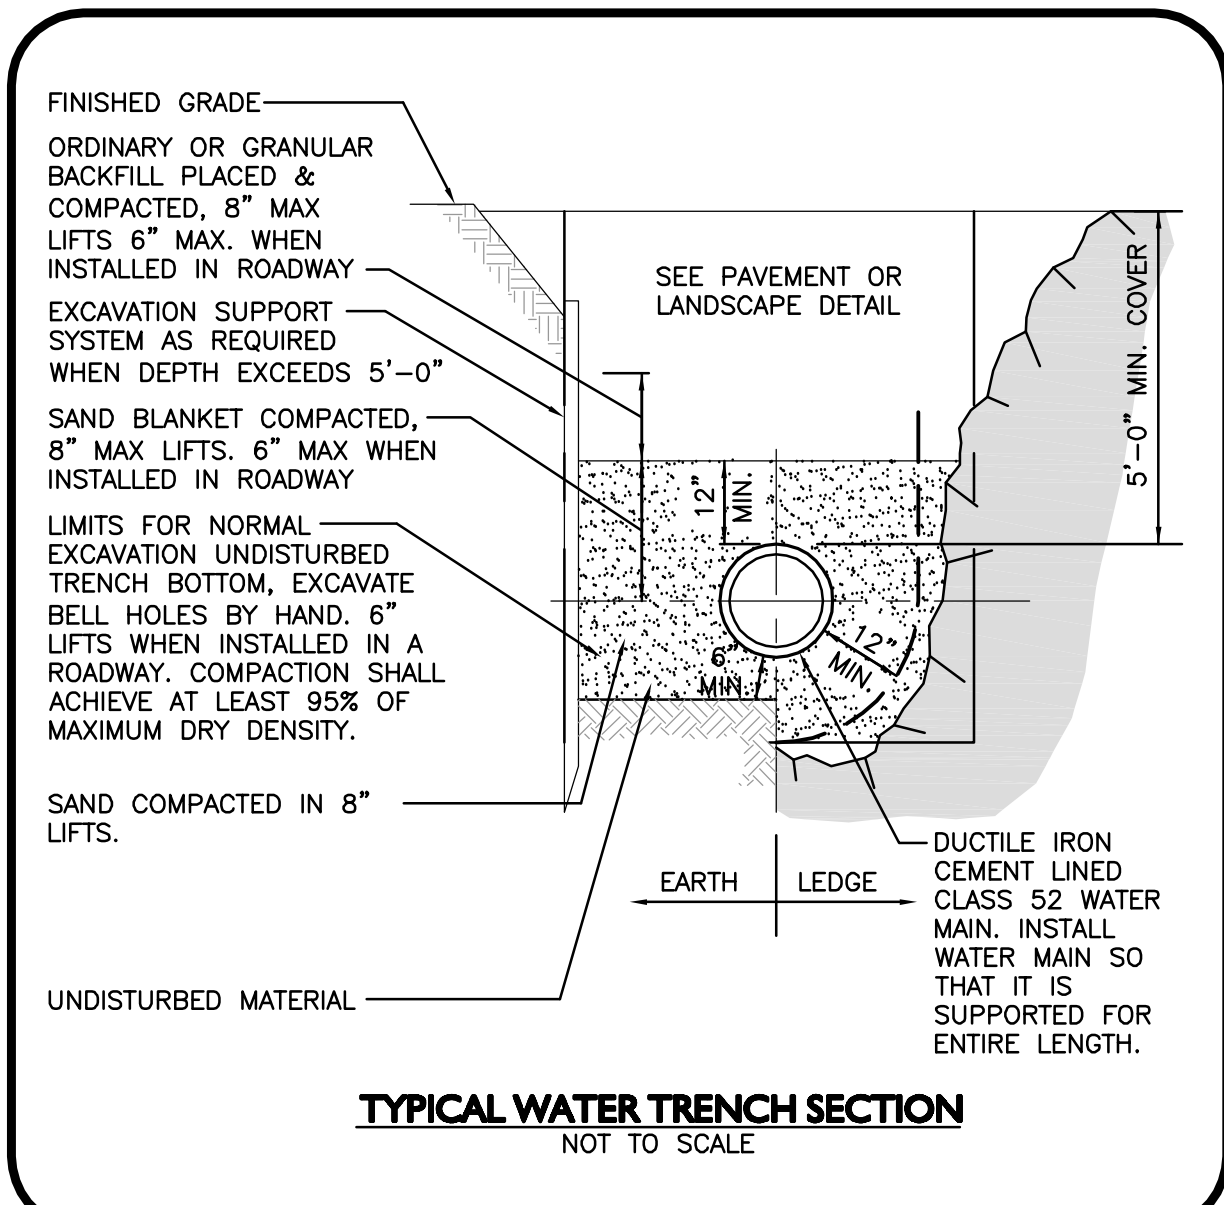 FINISHED GRADE
ORDINARY OR GRANULAR
BACKFILL PLACED &
COMPACTED, 8” MAX
LIFTS 6” MAX. WHEN
INSTALLED IN ROADWAY
EXCAVATION SUPPORT
SYSTEM AS REQUIRED
WHEN DEPTH EXCEEDS 5’-0”
SAND BLANKET COMPACTED,
8” MAX LIFTS. 6” MAX WHEN
INSTALLED IN ROADWAY
LIMITS FOR NORMAL
EXCAVATION UNDISTURBED
TRENCH BOTTOM, EXCAVATE
BELL HOLES BY HAND. 6”
LIFTS WHEN INSTALLED IN A
ROADWAY. COMPACTION SHALL
ACHIEVE AT LEAST 95% OF
MAXIMUM DRY DENSITY.
SAND COMPACTED IN 8”
LIFTS.
UNDISTURBED MATERIAL
SEE PAVEMENT OR
LANDSCAPE DETAIL
5’-0” MIN. COVER
12”
MIN.
12”
MIN
6”
MIN
EARTH
LEDGE
DUCTILE IRON
CEMENT LINED
CLASS 52 WATER
MAIN. INSTALL
WATER MAIN SO
THAT IT IS
SUPPORTED FOR
ENTIRE LENGTH.
TYPICAL WATER TRENCH SECTION
NOT TO SCALE